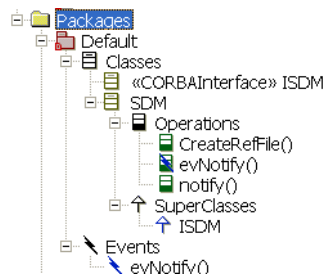 Packages
Default
Classes
«CORBAInterface» ISDM
SDM
Operations
CreateRefFile()
evNotify()
notify()
SuperClasses
ISDM
Events
evNotify()